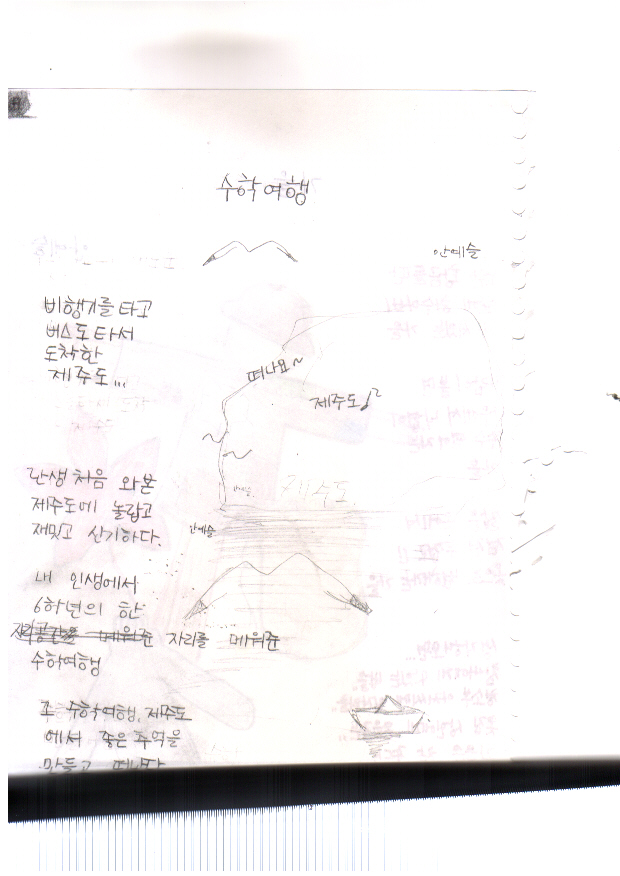 수학여행
안예슬
비행기를 타고
버스도 타서
도착한
제주도...
떠나요~
제주도♪
난생 처음 와본
제주도에 놀랍고
재밌고 신기하다.
제주도
안예슬
내 인생에서
6학년의 한
메워준 자리를 메워준
수학여행
수학여행, 제주도
에서 좋은 추억을
만들고